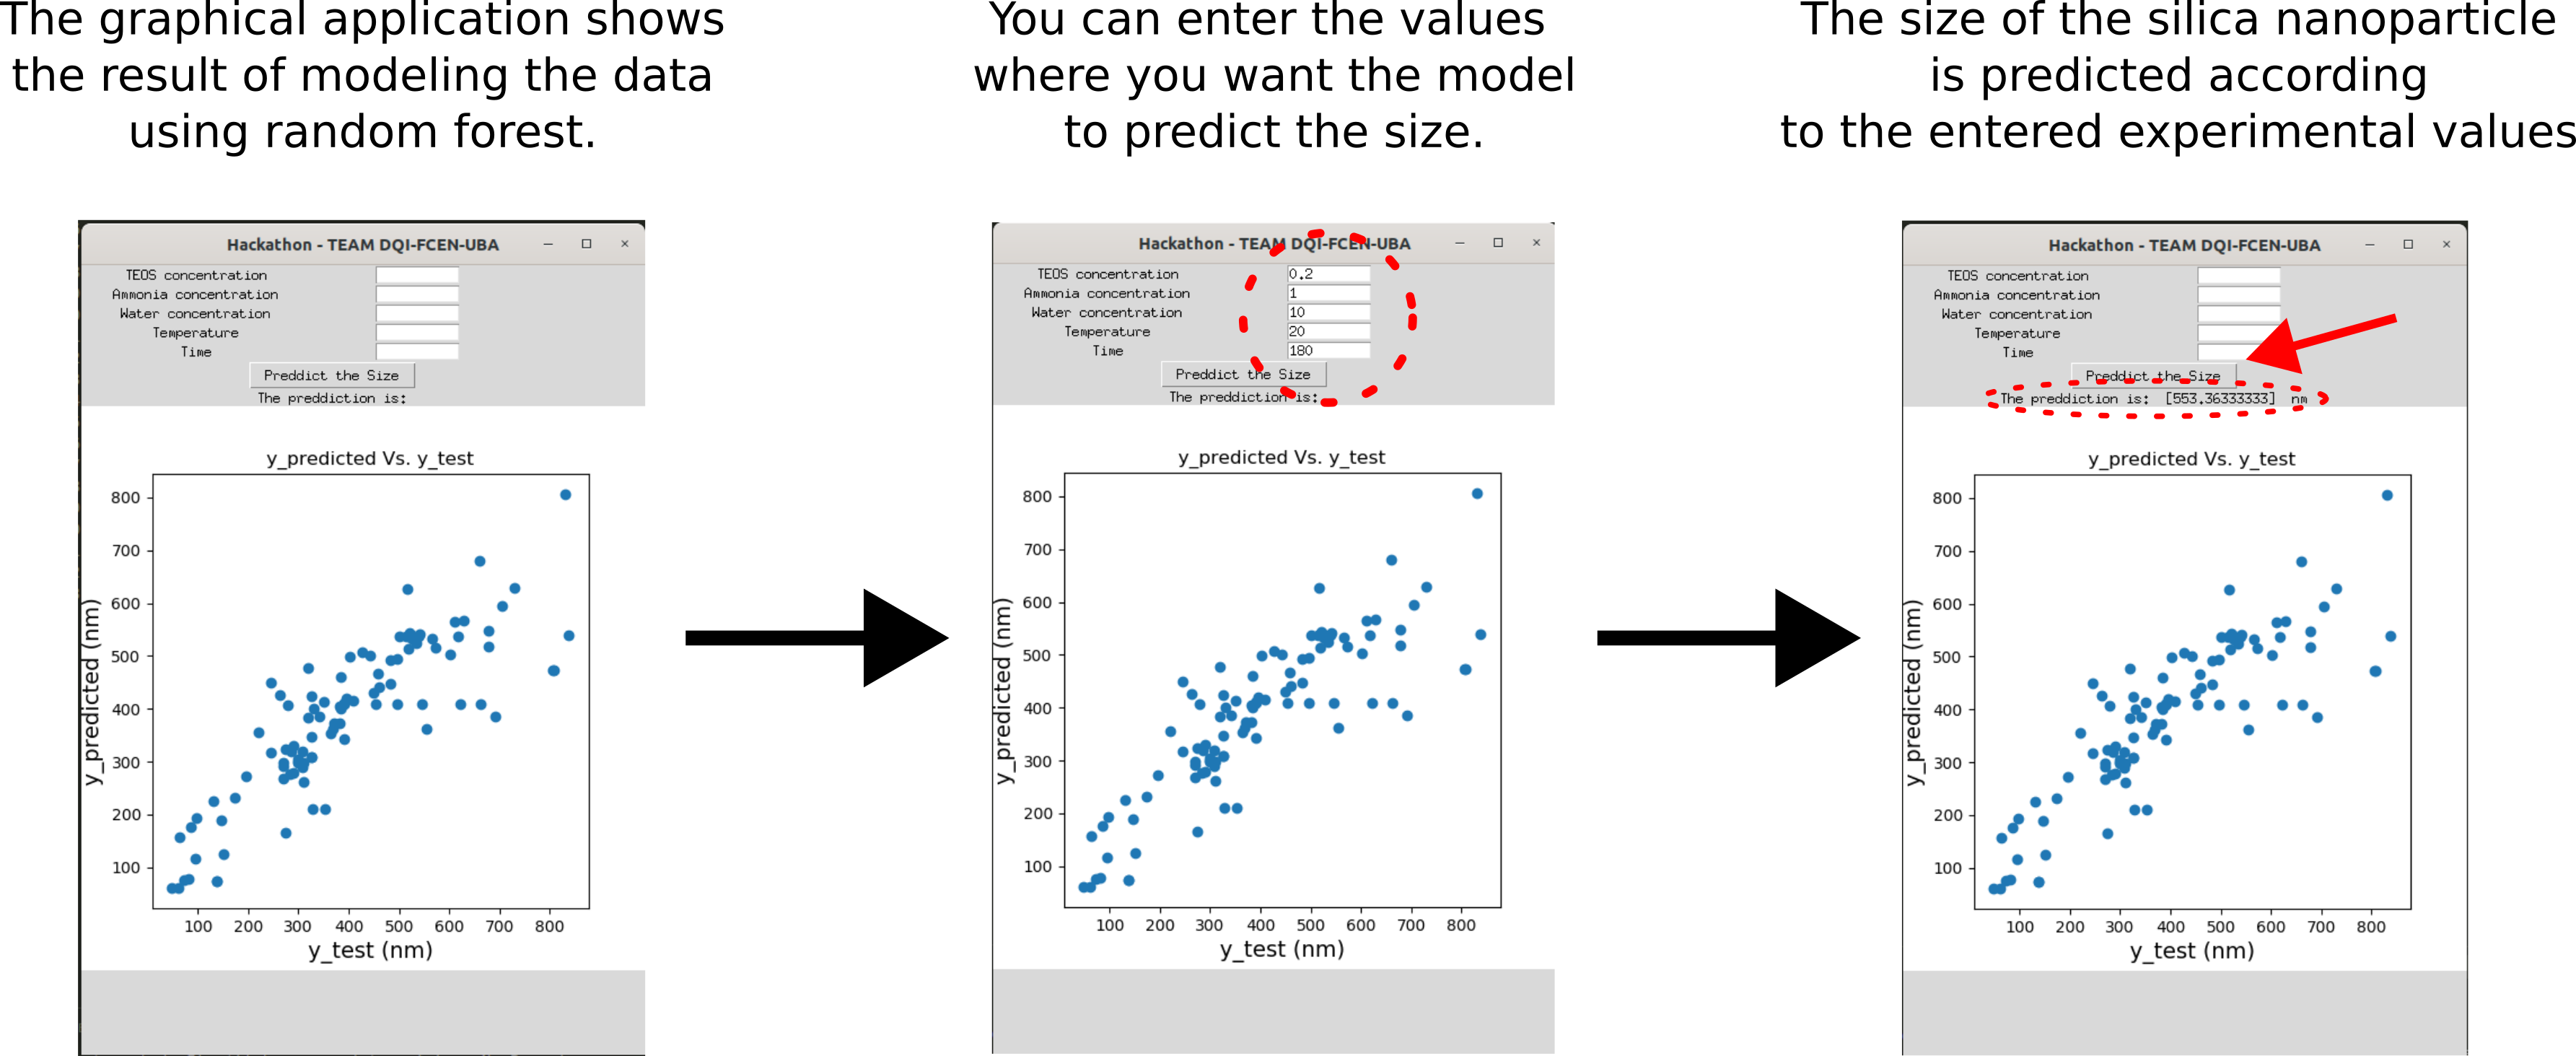 The graphical application shows
the result of modeling the data
using random forest.
You can enter the values
where you want the model
to predict the size.
The size of the silica nanoparticle
is predicted according
to the entered experimental values
Hackathon - TEAM DQI-FCEN-UBA
TEOS concentration
Ammonia concentration
Water concentration
Temperature
Time
Preddict the Size
The preddiction is:
y_predicted Vs. y_test
800
700
600
500
400
300
200
100
y_predicted (nm)
100 200 300 400 500 600 700 800
y_test (nm)
Hackathon - TEAM DQI-FCEN-UBA
TEOS concentration 0.2
Ammonia concentration 1
Water concentration 10
Temperature 20
Time 180
Preddict the Size
The preddiction is:
y_predicted Vs. y_test
800
700
600
500
400
300
200
100
y_predicted (nm)
100 200 300 400 500 600 700 800
y_test (nm)
Hackathon - TEAM DQI-FCEN-UBA
TEOS concentration
Ammonia concentration
Water concentration
Temperature
Time
Preddict the Size
The preddiction is: [553.36333333] nm
y_predicted Vs. y_test
800
700
600
500
400
300
200
100
y_predicted (nm)
100 200 300 400 500 600 700 800
y_test (nm)